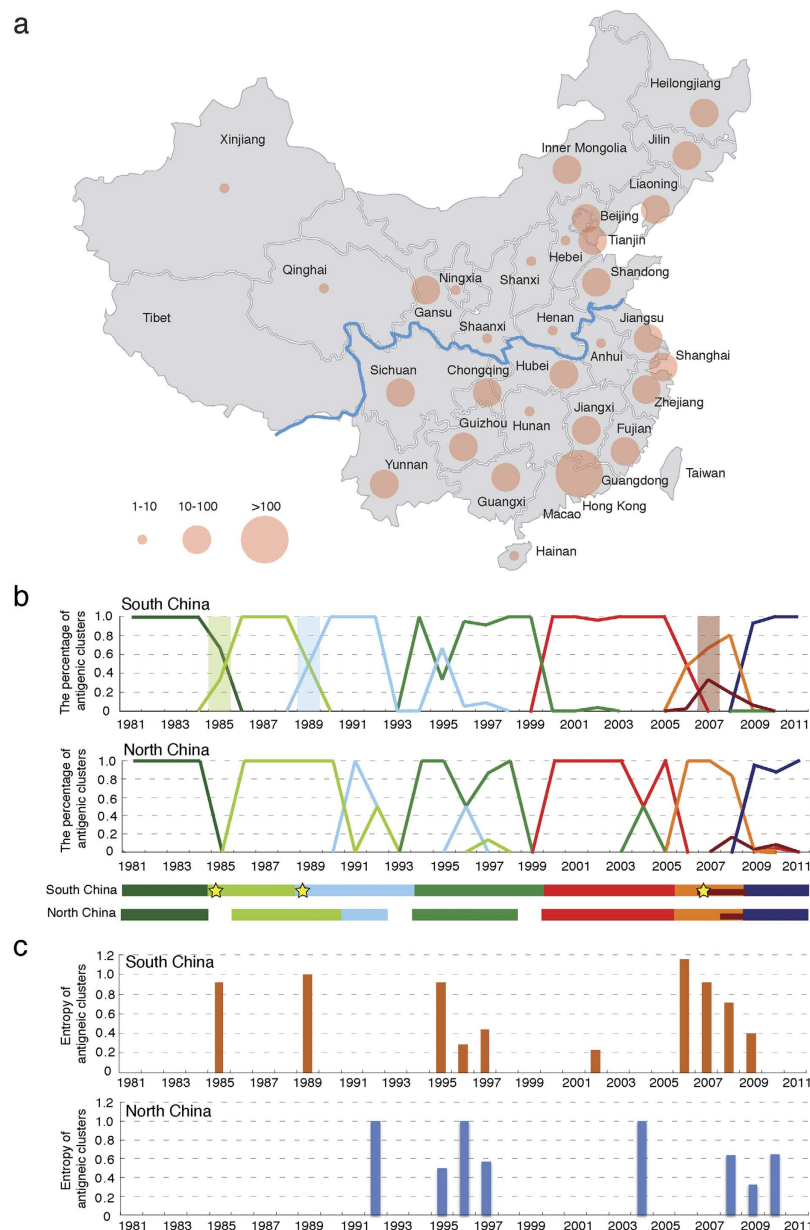 a
Heilongjiang
Xinjiang
Jilin
Inner Mongolia
Liaoning
Beijing
Tianjin
Hebei
Qinghai
Ningxia
Shanxi
Shandong
Tibet
Gansu
Henan
Jiangsu
Shaanxi
Anhui
Shanghai
Sichuan
Chongqing
Hubei
Zhejiang
Jiangxi
Guizhou
Hunan
Fujian
Yunnan
Taiwan
Guangdong
Guangxi
Hong Kong
Macao
1-10 10-100 >100
Hainan
b
South China
The percentage of
antigenic clusters
1.0
0.8
0.6
0.4
0.2
0
1981 1983 1985 1987 1989 1991 1993 1995 1997 1999 2001 2003 2005 2007 2009 2011
North China
The percentage of
antigenic clusters
1.0
0.8
0.6
0.4
0.2
0
1981 1983 1985 1987 1989 1991 1993 1995 1997 1999 2001 2003 2005 2007 2009 2011
South China
North China
c
South China
Entropy of
antigneic clusters
1.2
1.0
0.8
0.6
0.4
0.2
0
1981 1983 1985 1987 1989 1991 1993 1995 1997 1999 2001 2003 2005 2007 2009 2011
North China
Entropy of
antigneic clusters
1.2
1.0
0.8
0.6
0.4
0.2
0
1981 1983 1985 1987 1989 1991 1993 1995 1997 1999 2001 2003 2005 2007 2009 2011